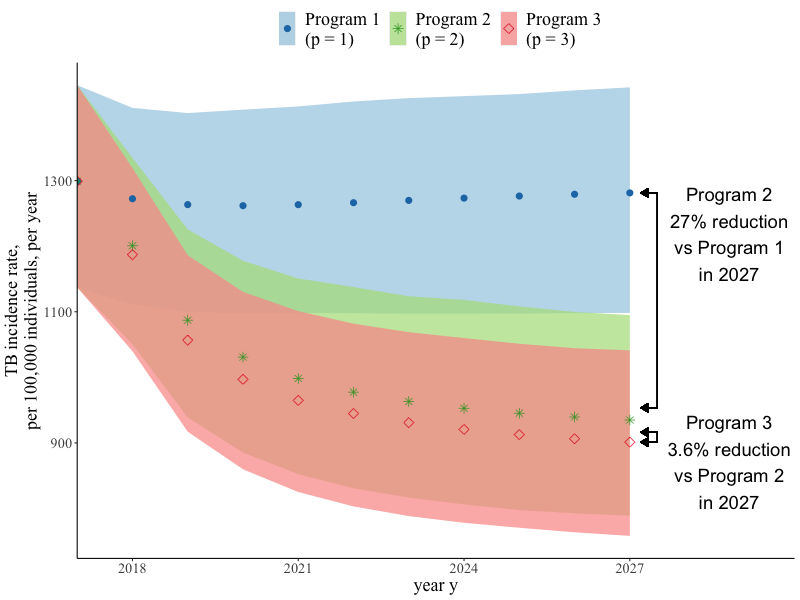 Program 1
(p = 1)
Program 2
(p = 2)
Program 3
(p = 3)
TB incidence rate,
per 100,000 individuals, per year
1300
1100
900
2018
2021
2024
2027
year y
Program 2
27% reduction
vs Program 1
in 2027
Program 3
3.6% reduction
vs Program 2
in 2027